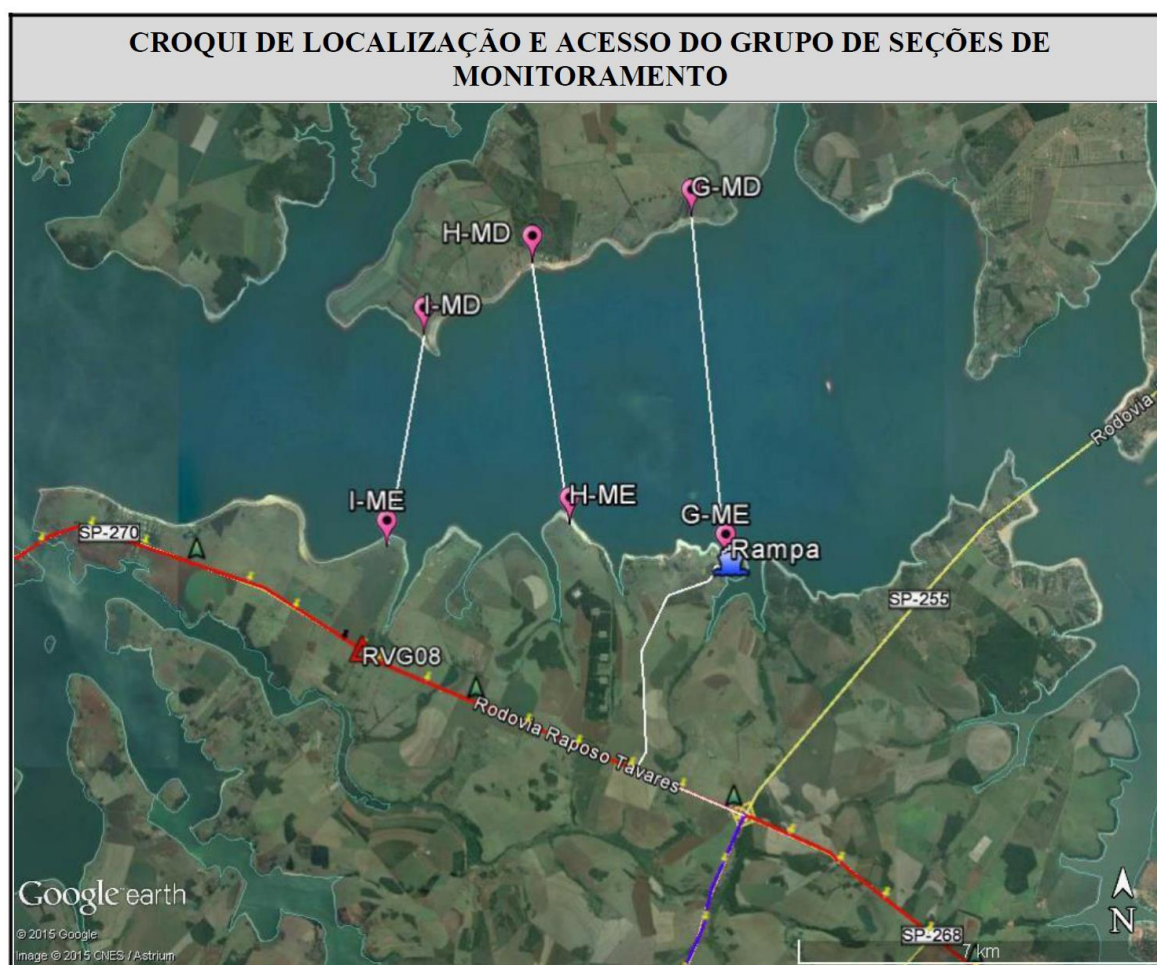 CROQUI DE LOCALIZAÇÃO E ACESSO DO GRUPO DE SEÇÕES DE
MONITORAMENTO
G-MD
H-MD
I-MD
Rodovia
I-ME
H-ME
G-ME
SP-270
Rampa
SP-255
RVG08
Rodovia Raposo Tavares
Google earth
N
© 2015 Google
SP-268
7 km
Image © 2015 CNES / Astrium